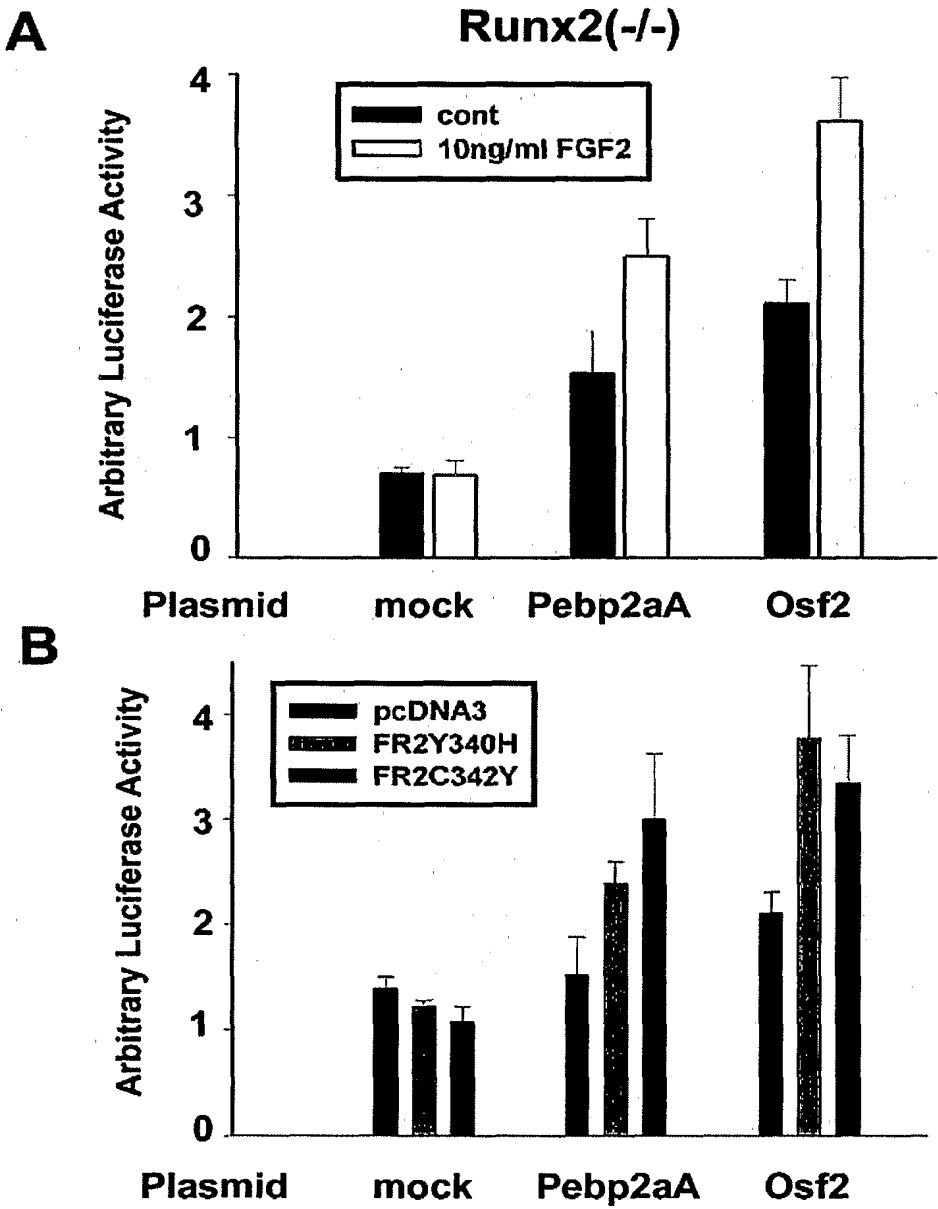 A
Runx2(-/-)
Arbitrary Luciferase Activity
4
3
2
1
0
cont
10ng/ml FGF2
Plasmid mock Pebp2aA Osf2
B
Arbitrary Luciferase Activity
4
3
2
1
0
pcDNA3
FR2Y340H
FR2C342Y
Plasmid mock Pebp2aA Osf2